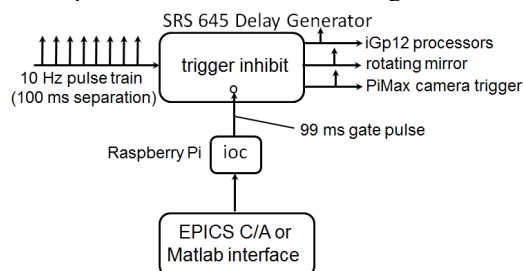 SRS 645 Delay Generator
iGp12 processors
trigger inhibit
rotating mirror
10 Hz pulse train
(100 ms separation)
PiMax camera trigger
99 ms gate pulse
Raspberry Pi
ioc
EPICS C/A or
Matlab interface